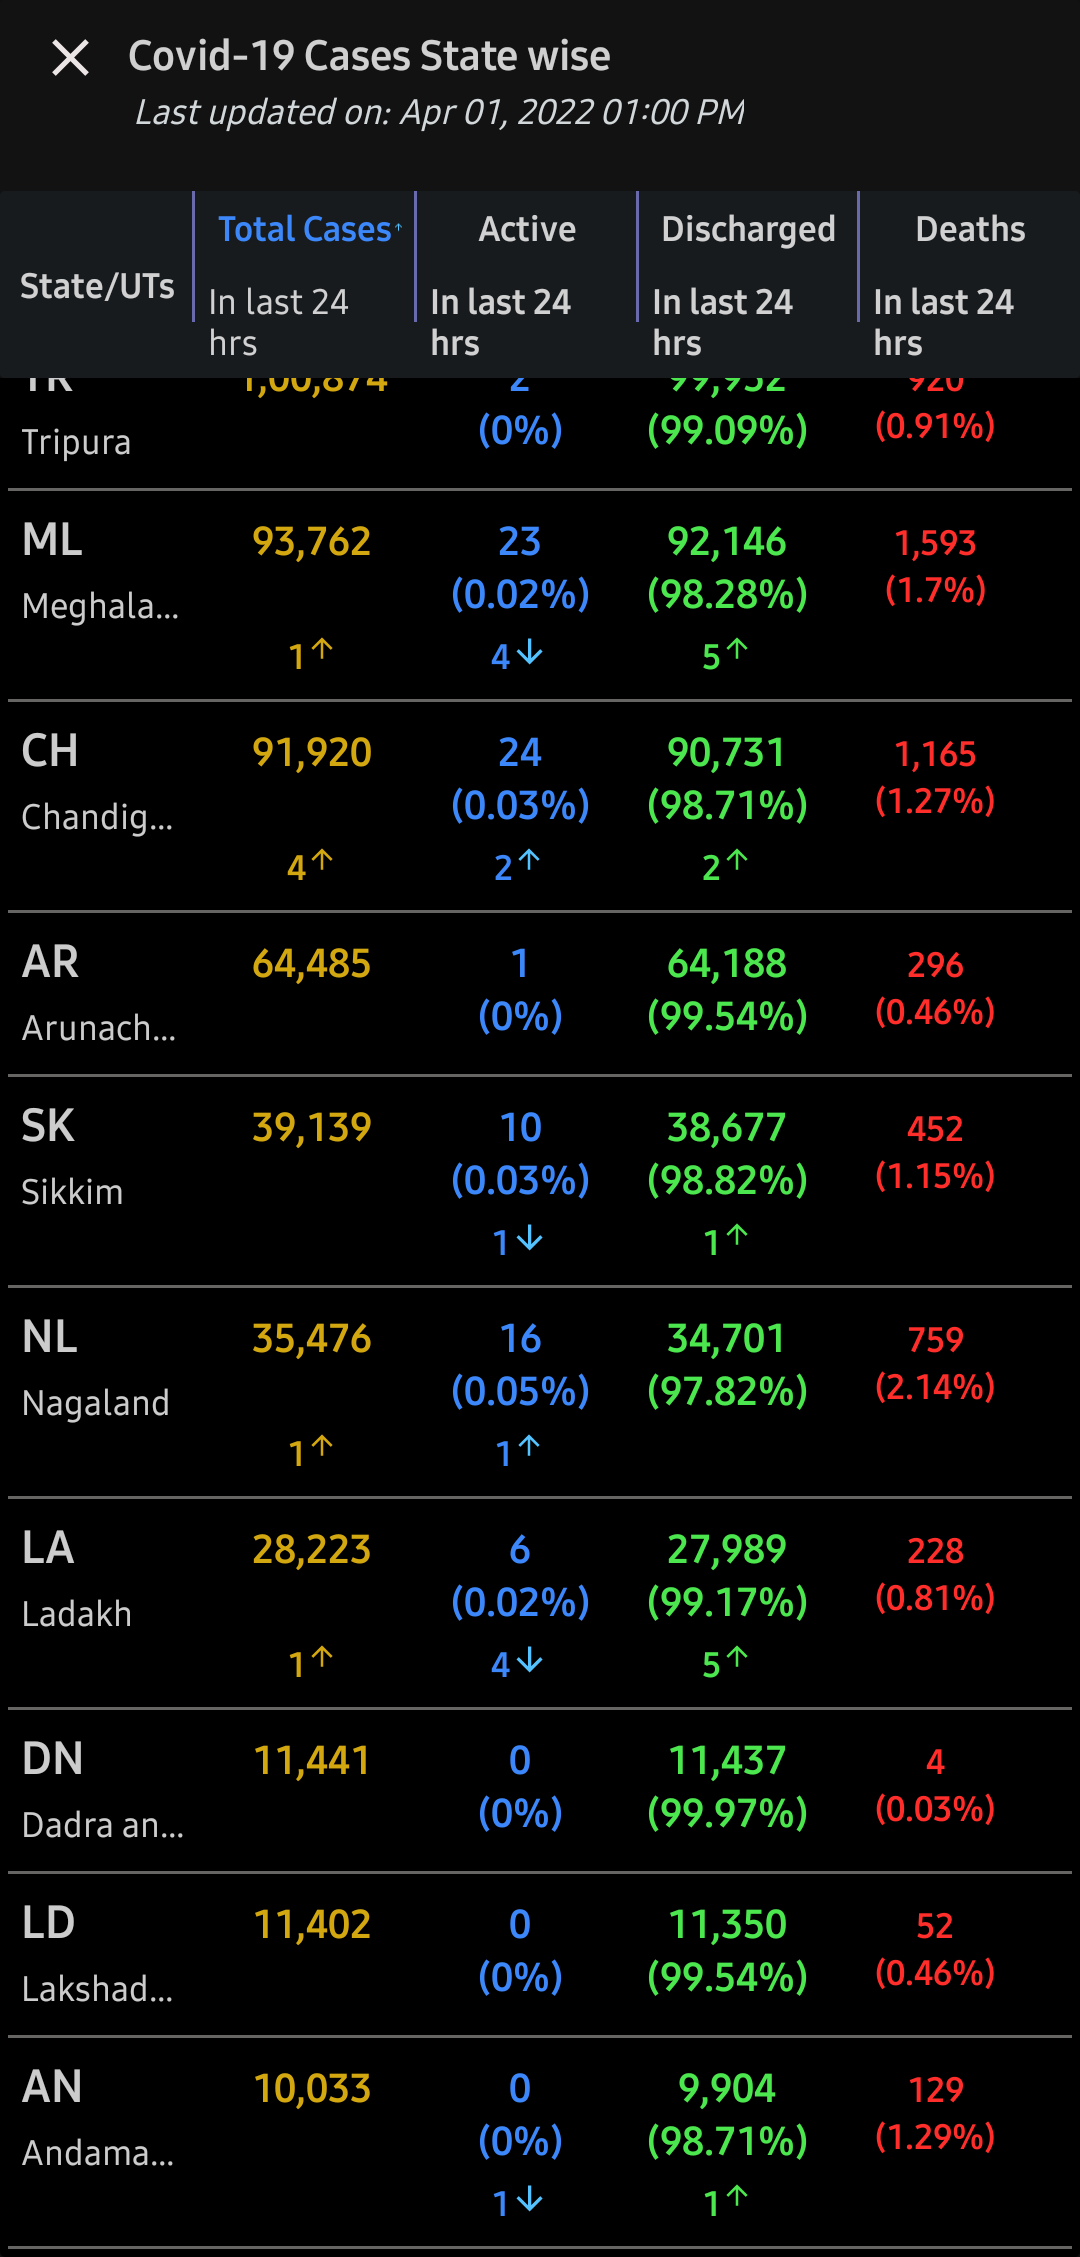 Covid-19 Cases State wise
Last updated on: Apr 01, 2022 01:00 PM
State/UTs Total Cases↑ Active Discharged Deaths
In last 24 hrs In last 24 hrs In last 24 hrs In last 24 hrs
TR 1,00,874 2 99,952 920
Tripura (0%) (99.09%) (0.91%)
ML 93,762 23 92,146 1,593
Meghala... (0.02%) (98.28%) (1.7%)
1↑ 4↓ 5↑
CH 91,920 24 90,731 1,165
Chandig... (0.03%) (98.71%) (1.27%)
4↑ 2↑ 2↑
AR 64,485 1 64,188 296
Arunach... (0%) (99.54%) (0.46%)
SK 39,139 10 38,677 452
Sikkim (0.03%) (98.82%) (1.15%)
1↓ 1↑
NL 35,476 16 34,701 759
Nagaland (0.05%) (97.82%) (2.14%)
1↑ 1↑
LA 28,223 6 27,989 228
Ladakh (0.02%) (99.17%) (0.81%)
1↑ 4↓ 5↑
DN 11,441 0 11,437 4
Dadra an... (0%) (99.97%) (0.03%)
LD 11,402 0 11,350 52
Lakshad... (0%) (99.54%) (0.46%)
AN 10,033 0 9,904 129
Andama... (0%) (98.71%) (1.29%)
1↓ 1↑